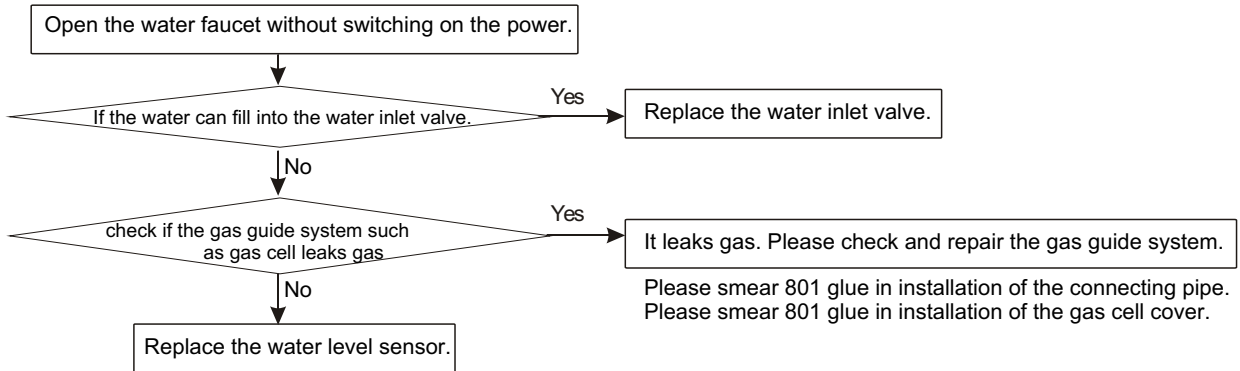 Open the water faucet without switching on the power.
If the water can fill into the water inlet valve.
Yes
Replace the water inlet valve.
No
check if the gas guide system such
as gas cell leaks gas
Yes
It leaks gas. Please check and repair the gas guide system.
Please smear 801 glue in installation of the connecting pipe.
Please smear 801 glue in installation of the gas cell cover.
No
Replace the water level sensor.